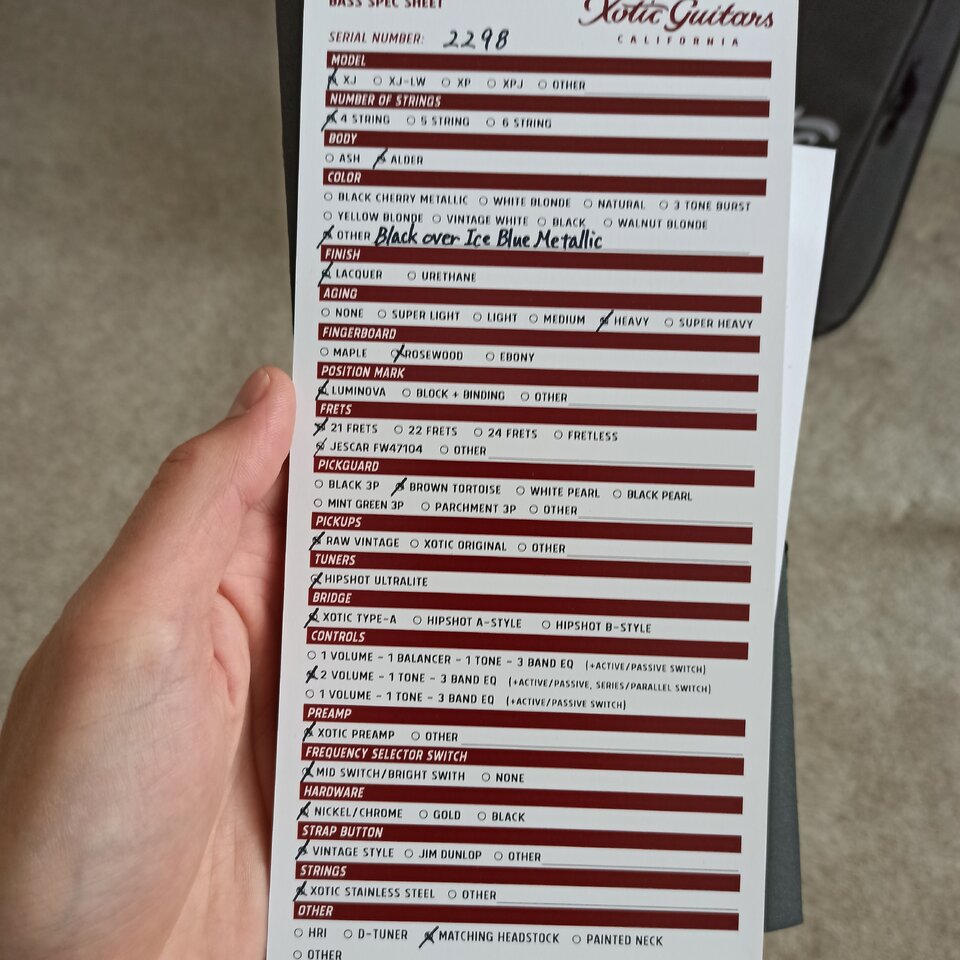 BASS SPEC SHEET
Xotic Guitars
CALIFORNIA
SERIAL NUMBER: 2298
MODEL
XJ XJ-LW XP XPJ OTHER
NUMBER OF STRINGS
4 STRING 5 STRING 6 STRING
BODY
ASH ALDER
COLOR
BLACK CHERRY METALLIC WHITE BLONDE NATURAL 3 TONE BURST
YELLOW BLONDE VINTAGE WHITE BLACK WALNUT BLONDE
OTHER Black over Ice Blue Metallic
FINISH
LACQUER URETHANE
AGING
NONE SUPER LIGHT LIGHT MEDIUM HEAVY SUPER HEAVY
FINGERBOARD
MAPLE ROSEWOOD EBONY
POSITION MARK
LUMINOVA BLOCK + BINDING OTHER
FRETS
21 FRETS 22 FRETS 24 FRETS FRETLESS
JESCAR FW47104 OTHER
PICKGUARD
BLACK 3P BROWN TORTOISE WHITE PEARL BLACK PEARL
MINT GREEN 3P PARCHMENT 3P OTHER
PICKUPS
RAW VINTAGE XOTIC ORIGINAL OTHER
TUNERS
HIPSHOT ULTRALITE
BRIDGE
XOTIC TYPE-A HIPSHOT A-STYLE HIPSHOT B-STYLE
CONTROLS
1 VOLUME - 1 BALANCER - 1 TONE - 3 BAND EQ (+ACTIVE/PASSIVE SWITCH)
2 VOLUME - 1 TONE - 3 BAND EQ (+ACTIVE/PASSIVE, SERIES/PARALLEL SWITCH)
1 VOLUME - 1 TONE - 3 BAND EQ (+ACTIVE/PASSIVE SWITCH)
PREAMP
XOTIC PREAMP OTHER
FREQUENCY SELECTOR SWITCH
MID SWITCH/BRIGHT SWITH NONE
HARDWARE
NICKEL/CHROME GOLD BLACK
STRAP BUTTON
VINTAGE STYLE JIM DUNLOP OTHER
STRINGS
XOTIC STAINLESS STEEL OTHER
OTHER
HRI D-TUNER MATCHING HEADSTOCK PAINTED NECK
OTHER